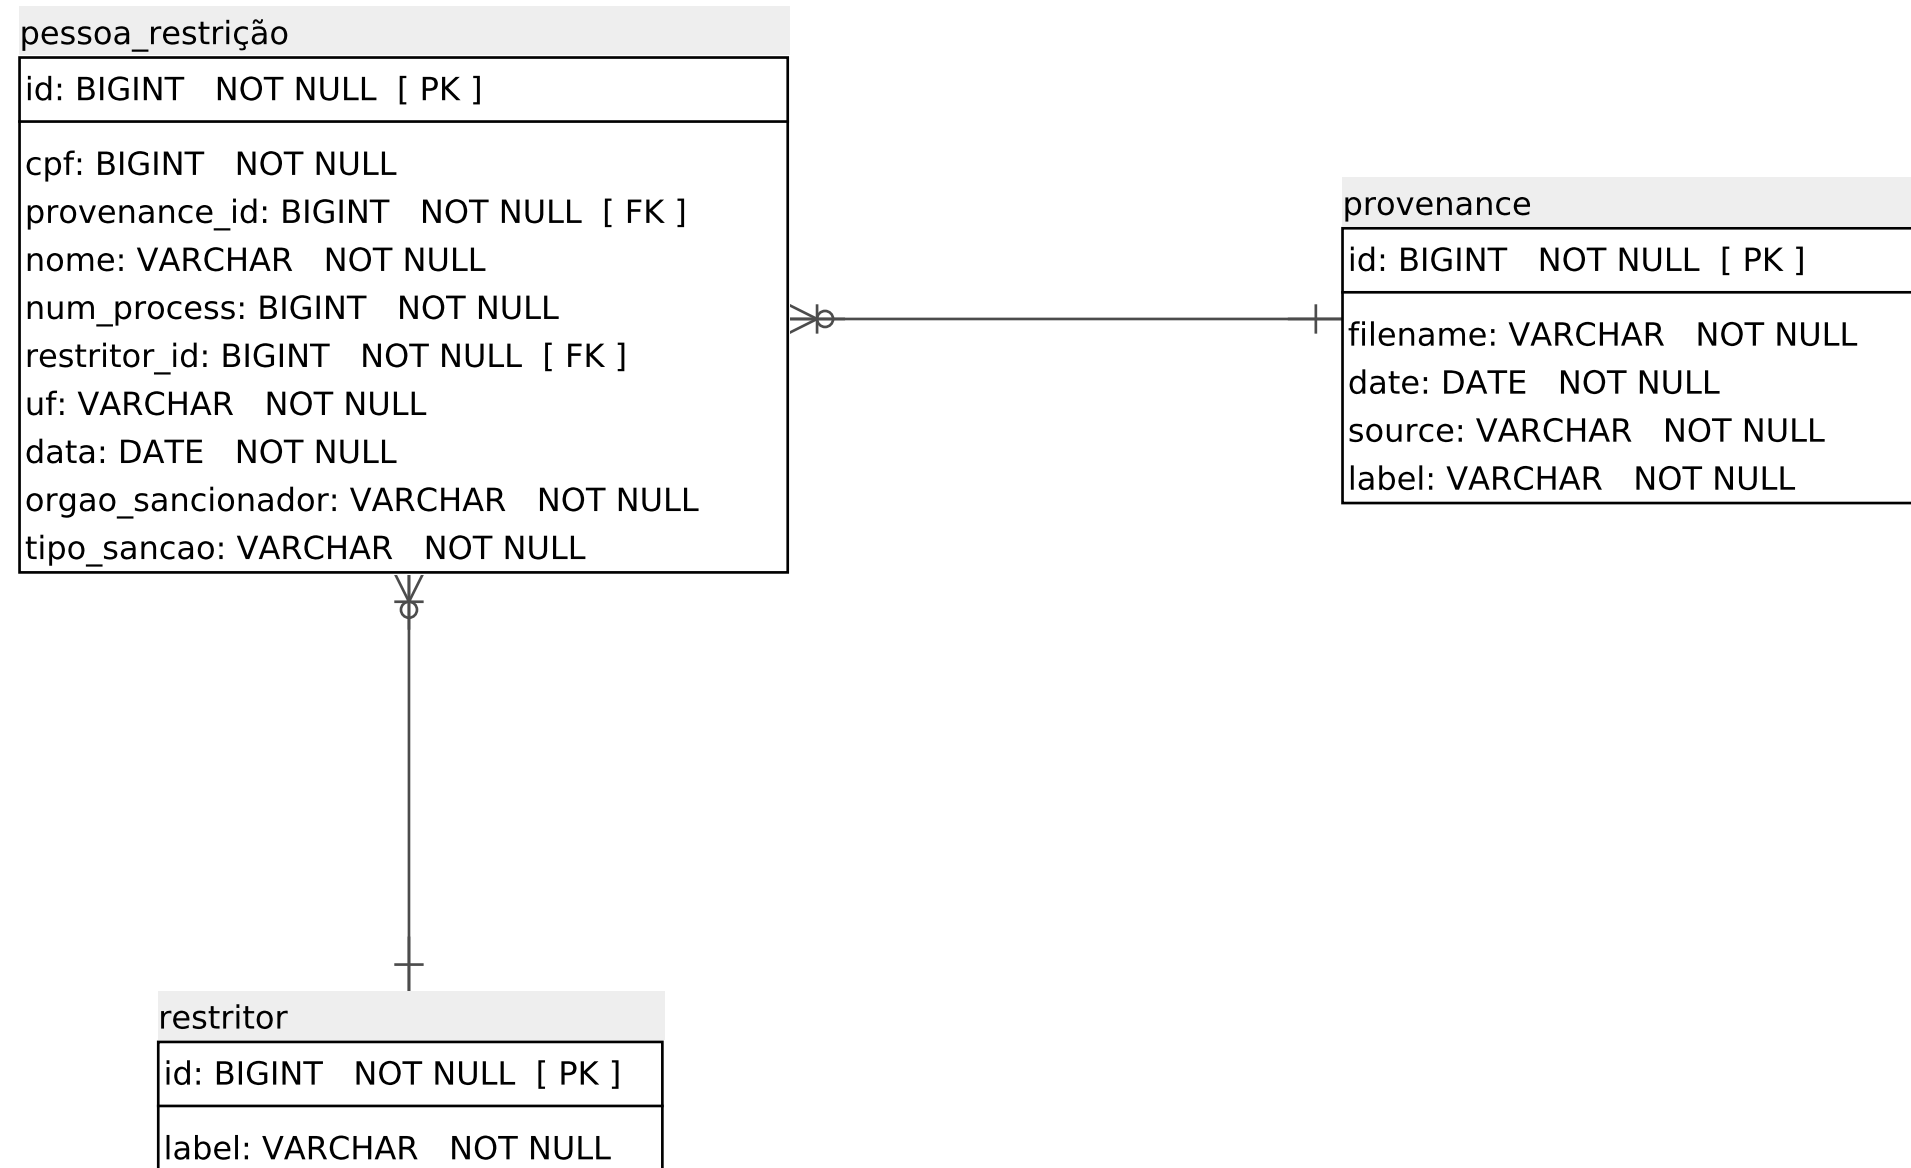 pessoa_restrição
id: BIGINT NOT NULL [ PK ]
cpf: BIGINT NOT NULL
provenance_id: BIGINT NOT NULL [ FK ]
nome: VARCHAR NOT NULL
num_process: BIGINT NOT NULL
restritor_id: BIGINT NOT NULL [ FK ]
uf: VARCHAR NOT NULL
data: DATE NOT NULL
orgao_sancionador: VARCHAR NOT NULL
tipo_sancao: VARCHAR NOT NULL
provenance
id: BIGINT NOT NULL [ PK ]
filename: VARCHAR NOT NULL
date: DATE NOT NULL
source: VARCHAR NOT NULL
label: VARCHAR NOT NULL
restritor
id: BIGINT NOT NULL [ PK ]
label: VARCHAR NOT NULL